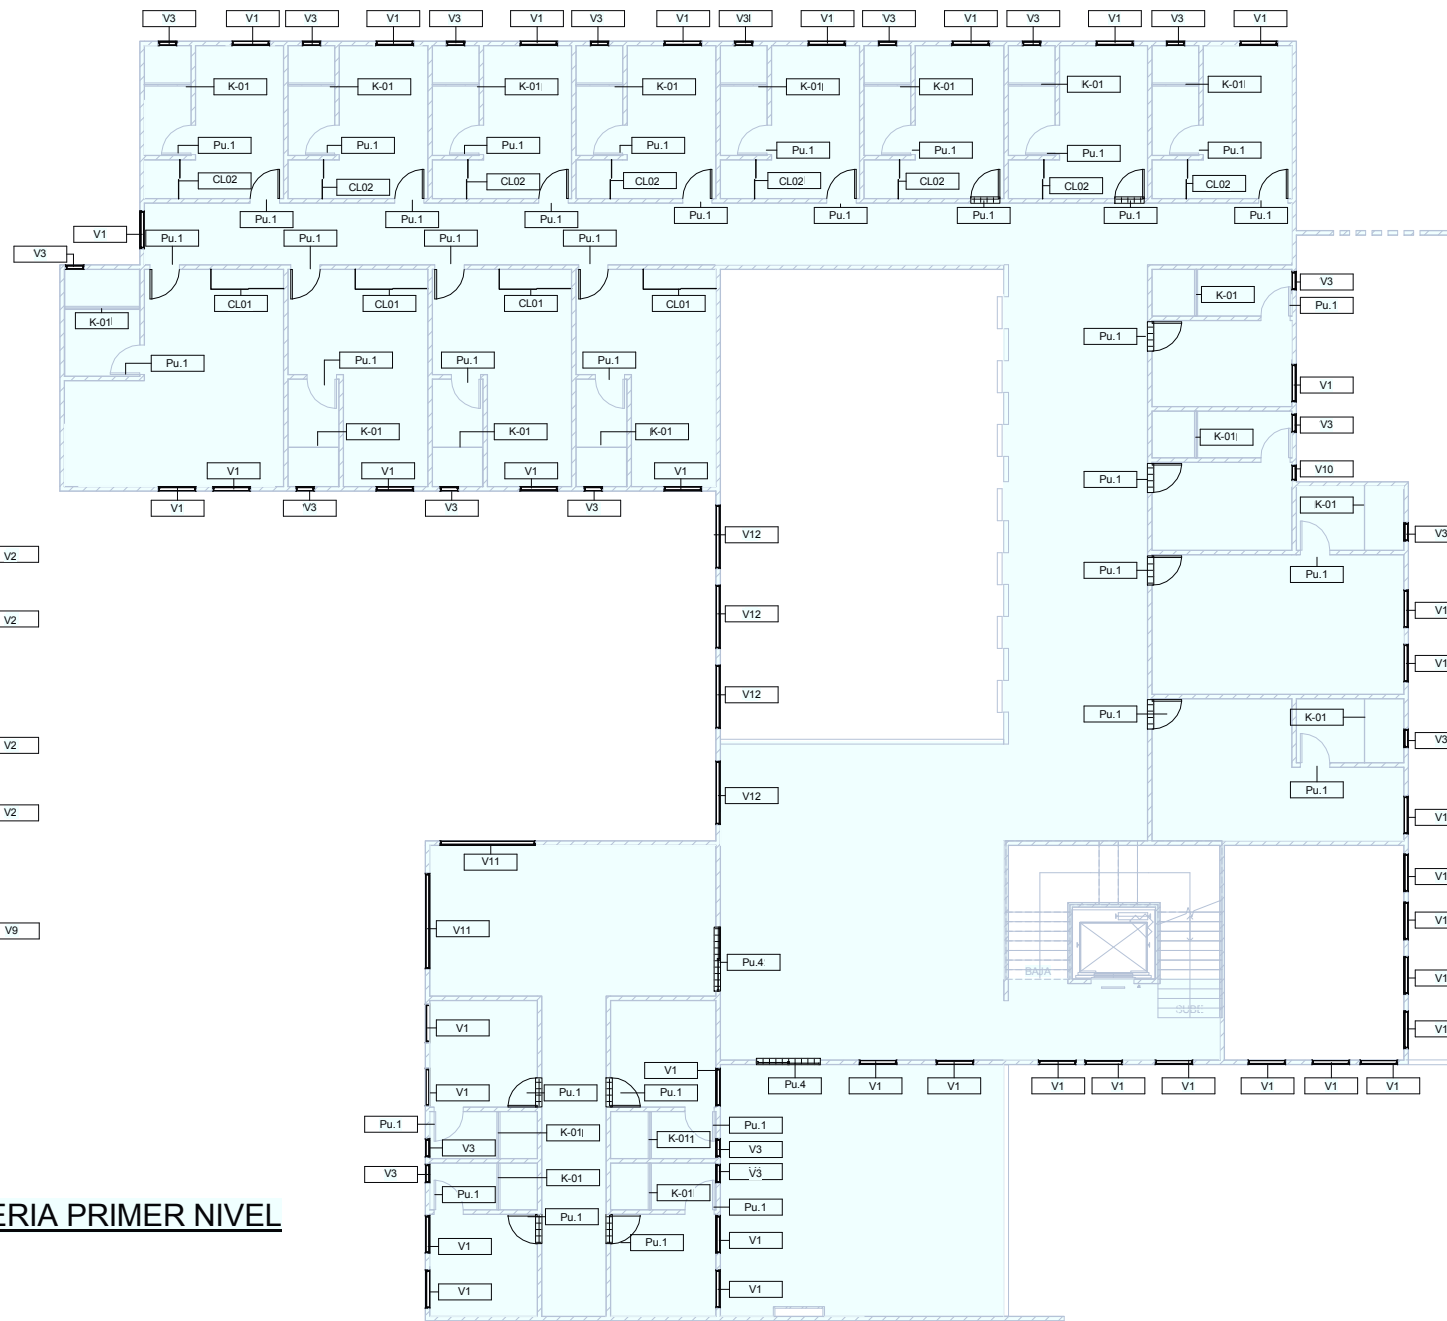 V3 V1 V3 V1 V3 V1 V3 V1 V3 V1 V3 V1 V3 V1 V3 V1
K-01 K-01 K-01 K-01 K-01 K-01 K-01 K-01
Pu.1 Pu.1 Pu.1 Pu.1 Pu.1 Pu.1 Pu.1 Pu.1
CL02 CL02 CL02 CL02 CL02 CL02 CL02 CL02
Pu.1 Pu.1 Pu.1 Pu.1 Pu.1 Pu.1 Pu.1 Pu.1
V1 Pu.1 Pu.1 Pu.1 Pu.1
V3
V3
K-01
CL01 CL01 CL01 CL01 Pu.1
K-01
Pu.1
Pu.1 Pu.1 Pu.1 Pu.1
V1
V3
K-01 K-01 K-01 K-01
V1 V1 V1 V1 V10
Pu.1
V1 V3 V3 V3 K-01
V12 V3
V2
Pu.1 Pu.1
V12 V1
V2
V1
V12
Pu.1 K-01
V3
V2
Pu.1
V12
V2 V1
V11
V1
V11 V1
V9
Pu.4
BAJA V1
SUBE
V1 V1
V1
Pu.4 V1 V1 V1 V1 V1 V1 V1 V1
V1 Pu.1 Pu.1
Pu.1 Pu.1
K-01 K-01
V3 V3
V3 V3
K-01
Pu.1 K-01
Pu.1
Pu.1
V1 Pu.1 V1
V1 V1
ERIA PRIMER NIVEL